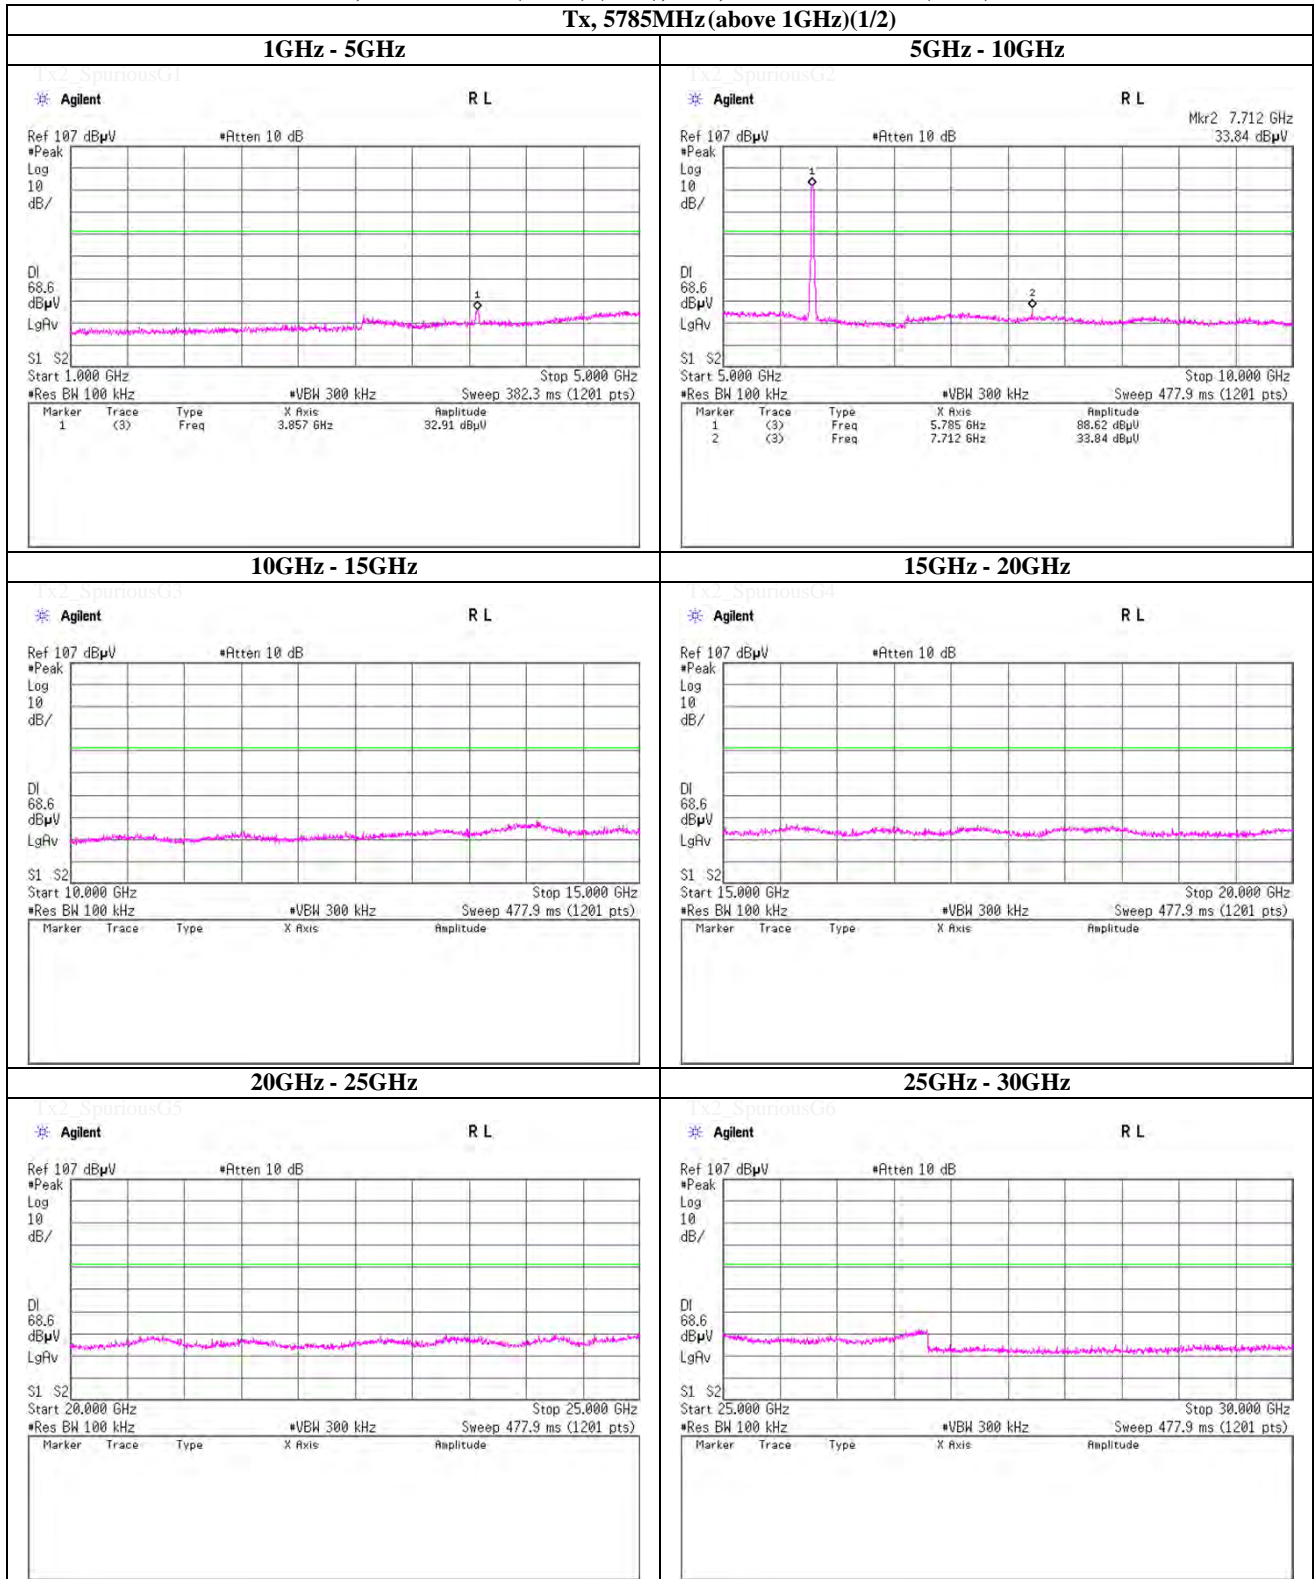 Tx, 5785MHz(above 1GHz)(1/2)
1GHz - 5GHz
Tx2_SpuriousG1
Agilent R L
Ref 107 dBµV #Atten 10 dB
#Peak
Log
10
dB/
1
DI
68.6
dBµV
LgAv
S1 S2
Start 1.000 GHz Stop 5.000 GHz
#Res BW 100 kHz #VBW 300 kHz Sweep 382.3 ms (1201 pts)
Marker Trace Type X Axis Amplitude
1 (3) Freq 3.857 GHz 32.91 dBµV
5GHz - 10GHz
Tx2_SpuriousG2
Agilent R L
Mkr2 7.712 GHz
Ref 107 dBµV #Atten 10 dB 33.84 dBµV
#Peak
Log
10
dB/
1
DI
68.6
dBµV
2
LgAv
S1 S2
Start 5.000 GHz Stop 10.000 GHz
#Res BW 100 kHz #VBW 300 kHz Sweep 477.9 ms (1201 pts)
Marker Trace Type X Axis Amplitude
1 (3) Freq 5.785 GHz 88.62 dBµV
2 (3) Freq 7.712 GHz 33.84 dBµV
10GHz - 15GHz
Tx2_SpuriousG3
Agilent R L
Ref 107 dBµV #Atten 10 dB
#Peak
Log
10
dB/
DI
68.6
dBµV
LgAv
S1 S2
Start 10.000 GHz Stop 15.000 GHz
#Res BW 100 kHz #VBW 300 kHz Sweep 477.9 ms (1201 pts)
Marker Trace Type X Axis Amplitude
15GHz - 20GHz
Tx2_SpuriousG4
Agilent R L
Ref 107 dBµV #Atten 10 dB
#Peak
Log
10
dB/
DI
68.6
dBµV
LgAv
S1 S2
Start 15.000 GHz Stop 20.000 GHz
#Res BW 100 kHz #VBW 300 kHz Sweep 477.9 ms (1201 pts)
Marker Trace Type X Axis Amplitude
20GHz - 25GHz
Tx2_SpuriousG5
Agilent R L
Ref 107 dBµV #Atten 10 dB
#Peak
Log
10
dB/
DI
68.6
dBµV
LgAv
S1 S2
Start 20.000 GHz Stop 25.000 GHz
#Res BW 100 kHz #VBW 300 kHz Sweep 477.9 ms (1201 pts)
Marker Trace Type X Axis Amplitude
25GHz - 30GHz
Tx2_SpuriousG6
Agilent R L
Ref 107 dBµV #Atten 10 dB
#Peak
Log
10
dB/
DI
68.6
dBµV
LgAv
S1 S2
Start 25.000 GHz Stop 30.000 GHz
#Res BW 100 kHz #VBW 300 kHz Sweep 477.9 ms (1201 pts)
Marker Trace Type X Axis Amplitude